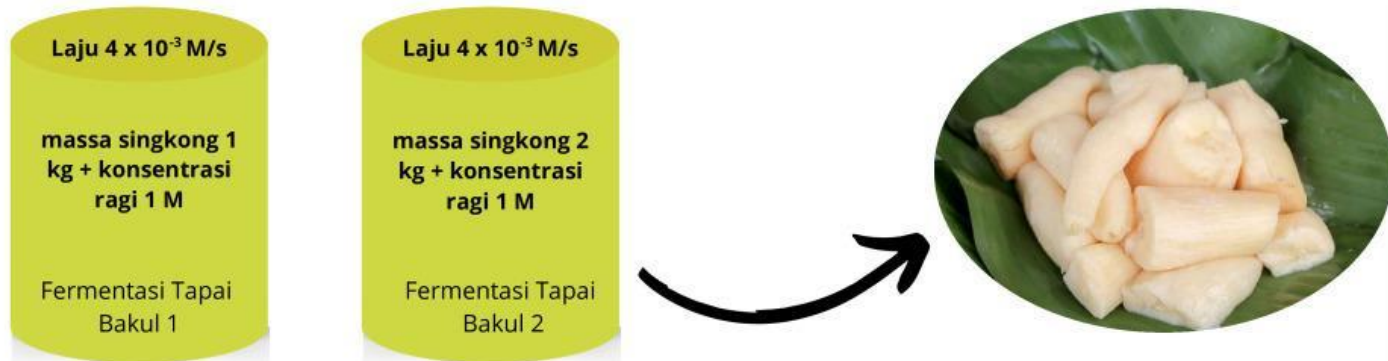 Laju 4 x 10⁻³ M/s
massa singkong 1
kg + konsentrasi
ragi 1 M
Fermentasi Tapai
Bakul 1
Laju 4 x 10⁻³ M/s
massa singkong 2
kg + konsentrasi
ragi 1 M
Fermentasi Tapai
Bakul 2